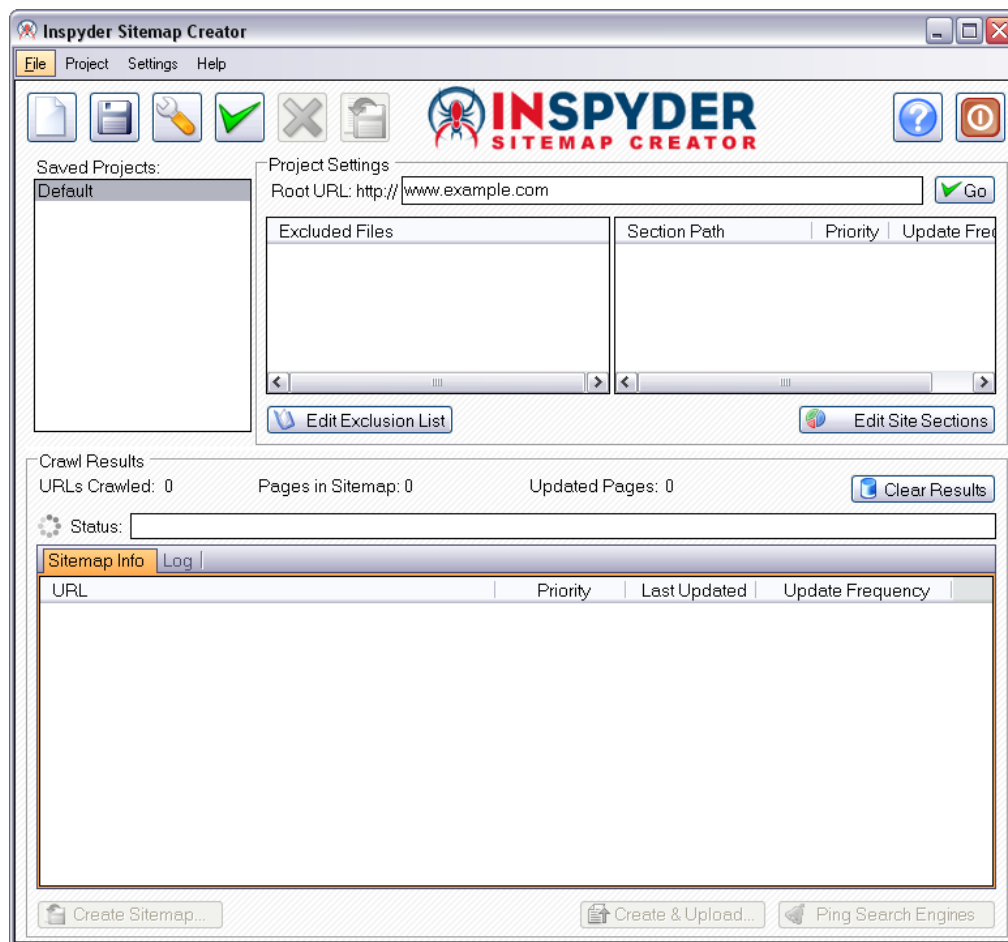 Inspyder Sitemap Creator
File Project Settings Help
INSPYDER
SITEMAP CREATOR
Saved Projects:
Default
Project Settings
Root URL: http:// www.example.com
Go
Excluded Files
Section Path Priority Update Freq
Edit Exclusion List
Edit Site Sections
Crawl Results
URLs Crawled: 0 Pages in Sitemap: 0 Updated Pages: 0
Clear Results
Status:
Sitemap Info Log
URL Priority Last Updated Update Frequency
Create Sitemap... Create & Upload... Ping Search Engines